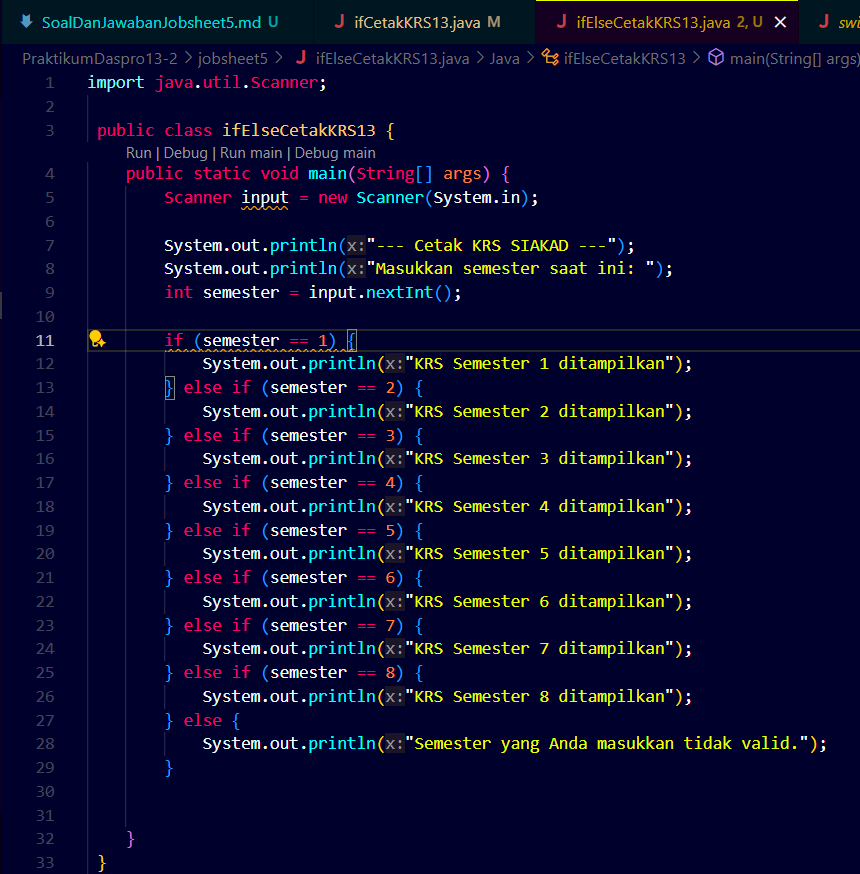 SoalDanJawabanJobsheet5.md U ifCetakKRS13.java M ifElseCetakKRS13.java 2, U
PraktikumDaspro13-2 > jobsheet5 > ifElseCetakKRS13.java > Java > ifElseCetakKRS13 > main(String[] args)
1 import java.util.Scanner;
2
3 public class ifElseCetakKRS13 {
Run | Debug | Run main | Debug main
4 public static void main(String[] args) {
5 Scanner input = new Scanner(System.in);
6
7 System.out.println(x:"--- Cetak KRS SIAKAD ---");
8 System.out.println(x:"Masukkan semester saat ini: ");
9 int semester = input.nextInt();
10
11 if (semester == 1) {
12 System.out.println(x:"KRS Semester 1 ditampilkan");
13 } else if (semester == 2) {
14 System.out.println(x:"KRS Semester 2 ditampilkan");
15 } else if (semester == 3) {
16 System.out.println(x:"KRS Semester 3 ditampilkan");
17 } else if (semester == 4) {
18 System.out.println(x:"KRS Semester 4 ditampilkan");
19 } else if (semester == 5) {
20 System.out.println(x:"KRS Semester 5 ditampilkan");
21 } else if (semester == 6) {
22 System.out.println(x:"KRS Semester 6 ditampilkan");
23 } else if (semester == 7) {
24 System.out.println(x:"KRS Semester 7 ditampilkan");
25 } else if (semester == 8) {
26 System.out.println(x:"KRS Semester 8 ditampilkan");
27 } else {
28 System.out.println(x:"Semester yang Anda masukkan tidak valid.");
29 }
30
31
32 }
33 }